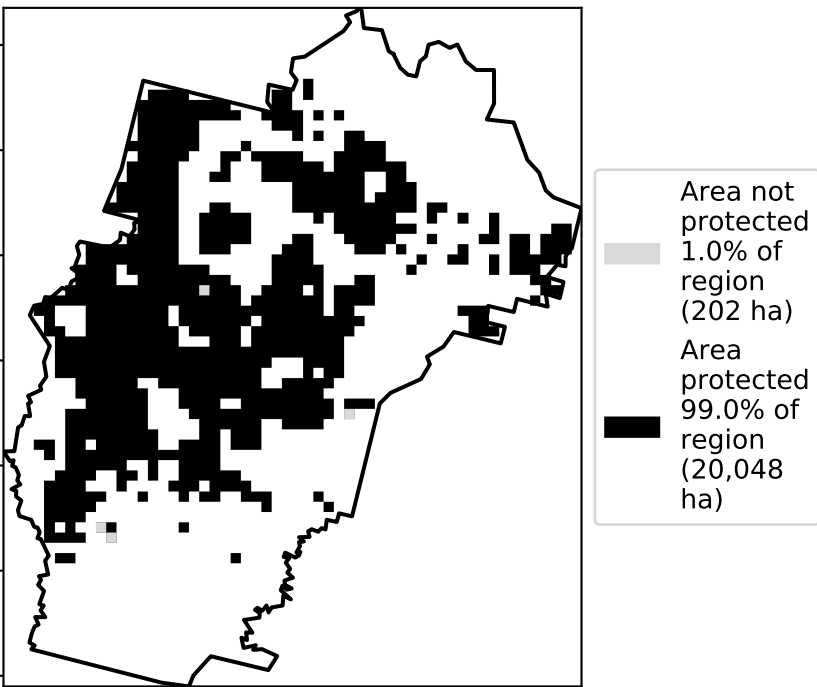 Area not
protected
1.0% of
region
(202 ha)
Area
protected
99.0% of
region
(20,048
ha)